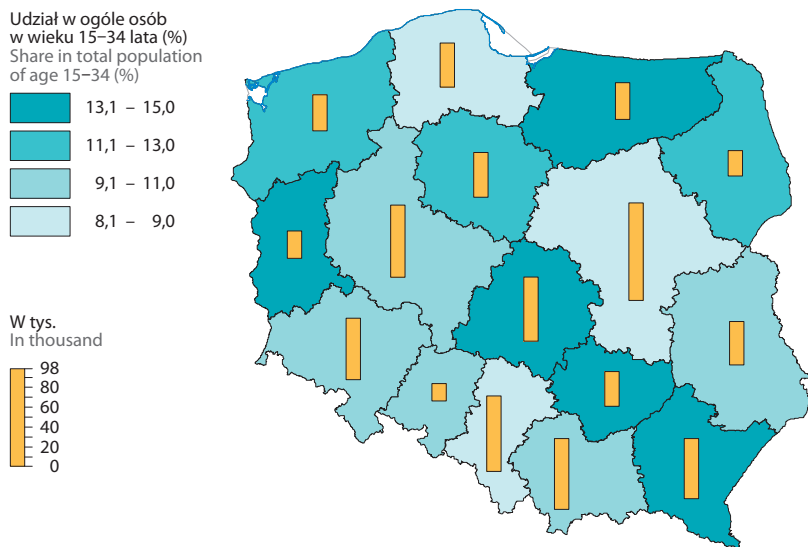 Udział w ogóle osób
w wieku 15–34 lata (%)
Share in total population
of age 15–34 (%)
13,1 – 15,0
11,1 – 13,0
9,1 – 11,0
8,1 – 9,0
W tys.
In thousand
98
80
60
40
20
0